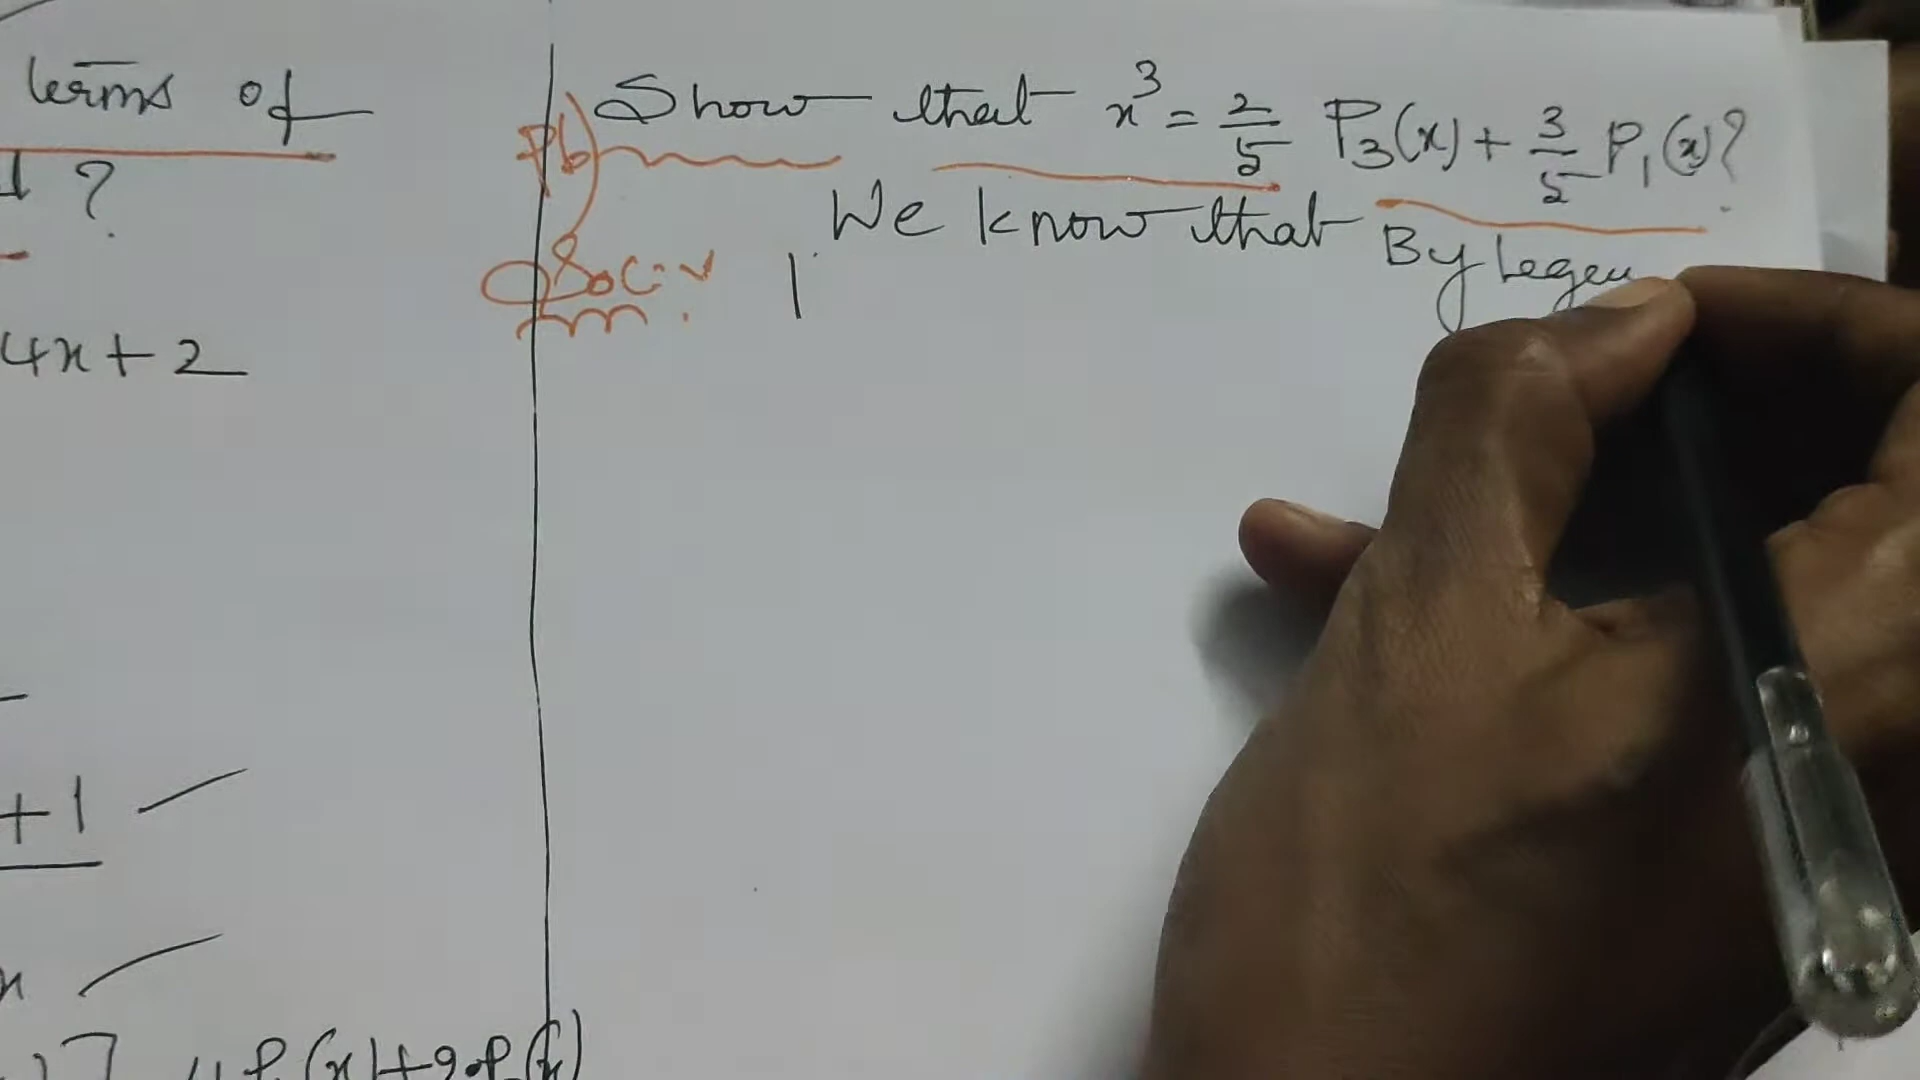 terms of
?
4x+2
+1
x
P(x)+90P(x)
Pb) Show that x³ = 2/5 P₃(x) + 3/5 P₁(x)?
Sol:-
We know that By Legen